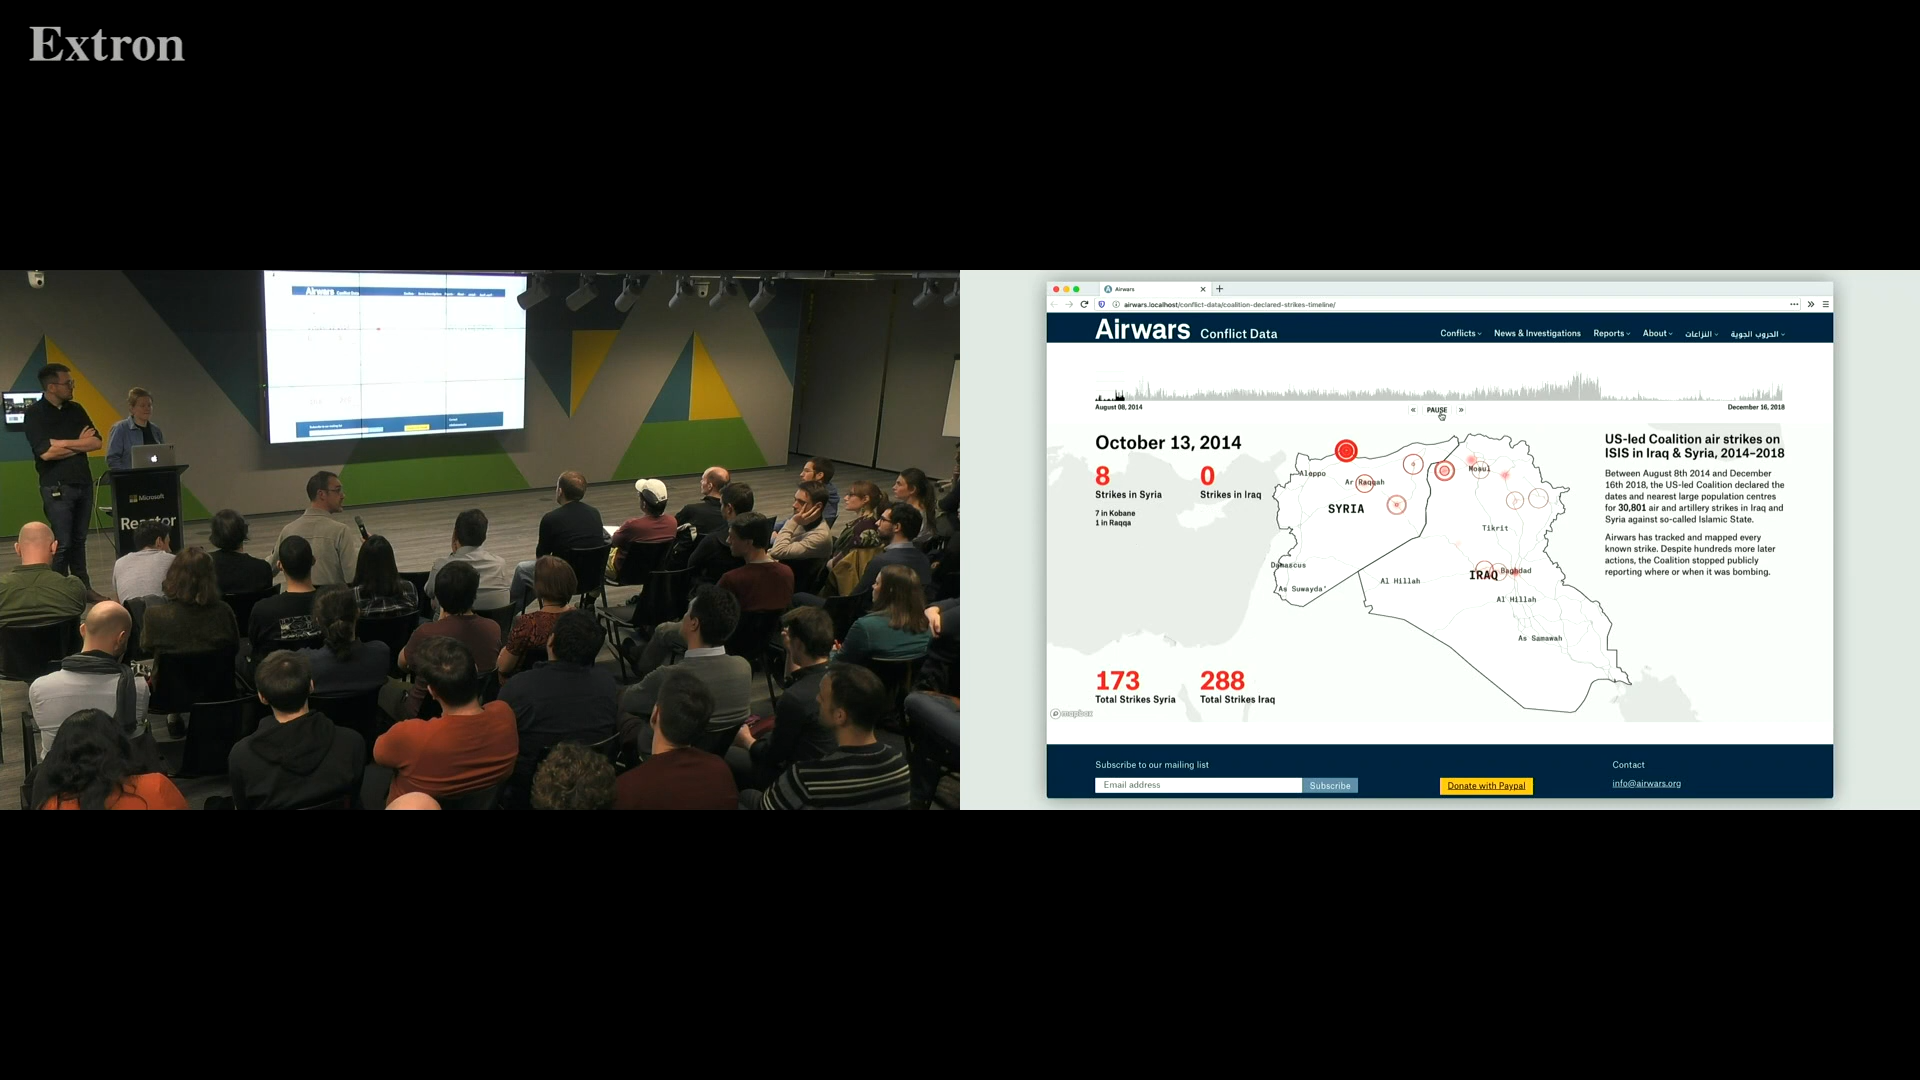 Extron
Airwars Conflict Data
Microsoft
Reactor
Airwars
airwars.localhost/conflict-data/coalition-declared-strikes-timeline/
Airwars Conflict Data
Conflicts
News & Investigations
Reports
About
النزاعات
الحروب الجوية
August 08, 2014
« PAUSE »
December 16, 2018
October 13, 2014
8
Strikes in Syria
7 in Kobane
1 in Raqqa
0
Strikes in Iraq
Aleppo
Ar Raqqah
Mosul
SYRIA
Tikrit
Damascus
IRAQ
Baghdad
As Suwayda'
Al Hillah
Al Hillah
As Samawah
US-led Coalition air strikes on
ISIS in Iraq & Syria, 2014–2018
Between August 8th 2014 and December
16th 2018, the US-led Coalition declared the
dates and nearest large population centres
for 30,801 air and artillery strikes in Iraq and
Syria against so-called Islamic State.
Airwars has tracked and mapped every
known strike. Despite hundreds more later
actions, the Coalition stopped publicly
reporting where or when it was bombing.
173
Total Strikes Syria
288
Total Strikes Iraq
mapbox
Subscribe to our mailing list
Email address
Subscribe
Donate with Paypal
Contact
info@airwars.org